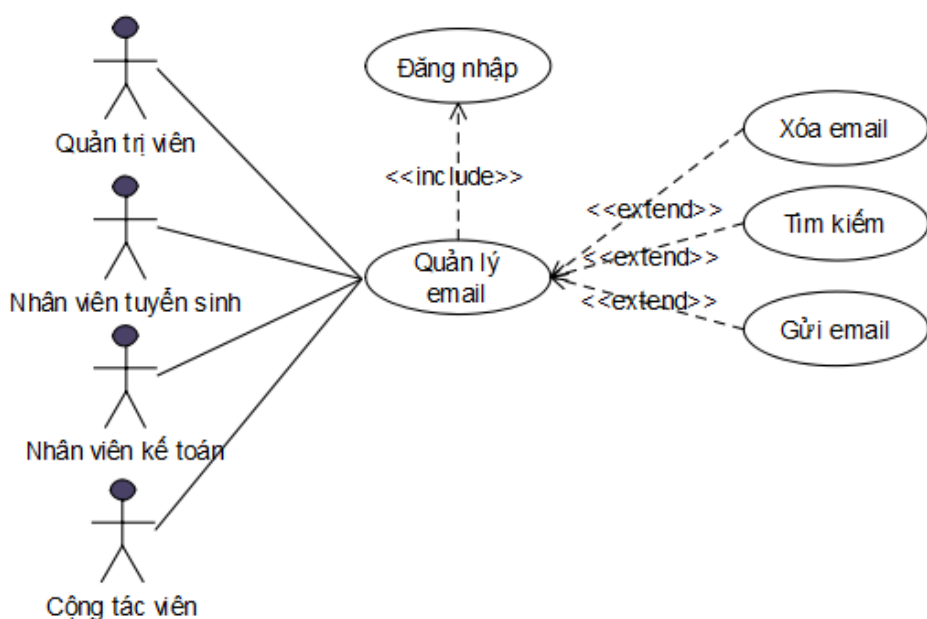 Quản trị viên
Nhân viên tuyển sinh
Nhân viên kế toán
Cộng tác viên
Đăng nhập
<<include>>
Quản lý
email
<<extend>>
<<extend>>
<<extend>>
Xóa email
Tìm kiếm
Gửi email